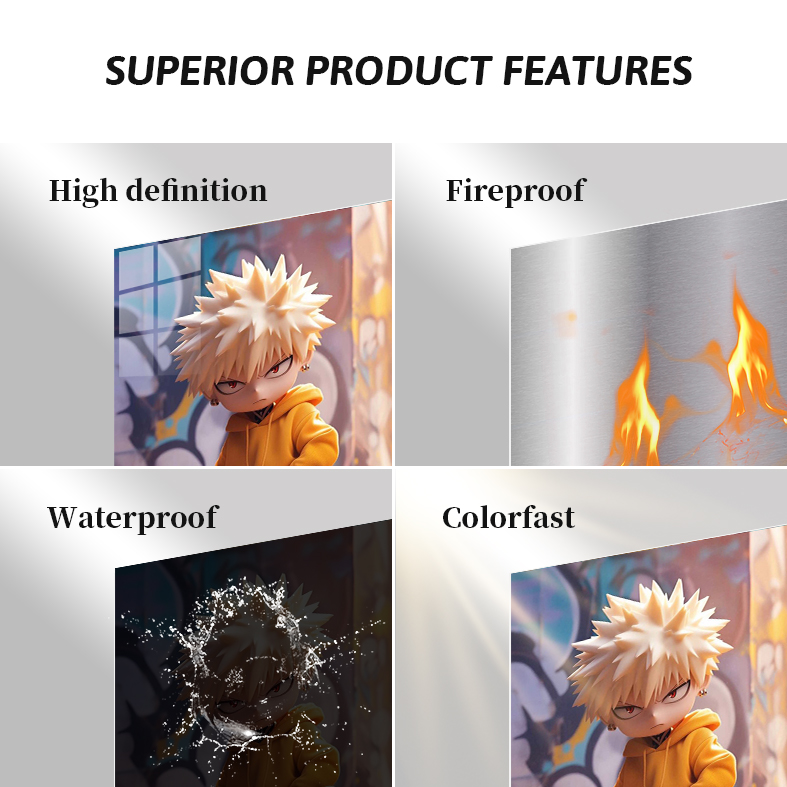 SUPERIOR PRODUCT FEATURES
High definition
Fireproof
Waterproof
Colorfast